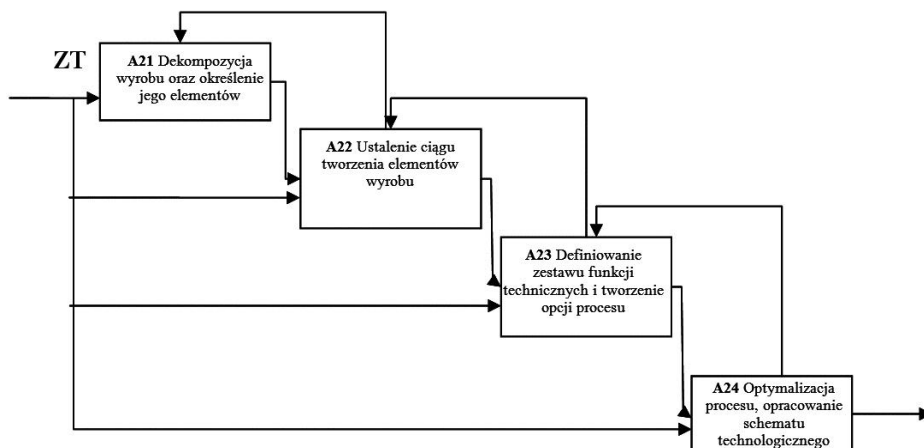 ZT
A21 Dekompozycja
wyrobu oraz określenie
jego elementów
A22 Ustalenie ciągu
tworzenia elementów
wyrobu
A23 Definiowanie
zestawu funkcji
technicznych i tworzenie
opcji procesu
A24 Optymalizacja
procesu, opracowanie
schematu
technologicznego